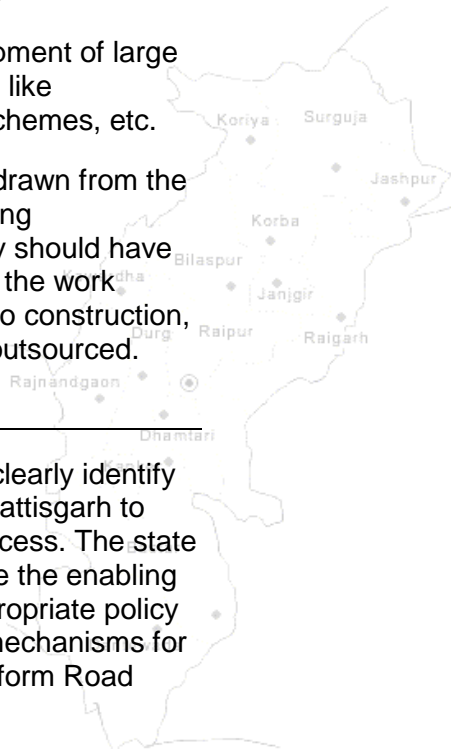 oment of large
like
chemes, etc.
Koriya
Surguja
drawn from the
Jashpur
ng
Korba
y should have
Bilaspur
the work
Janjgir
o construction,
Durg
Raipur
Raigarh
outsourced.
Rajnandgaon
Dhamtari
clearly identify
attisgarh to
cess. The state
e the enabling
ropriate policy
mechanisms for
form Road